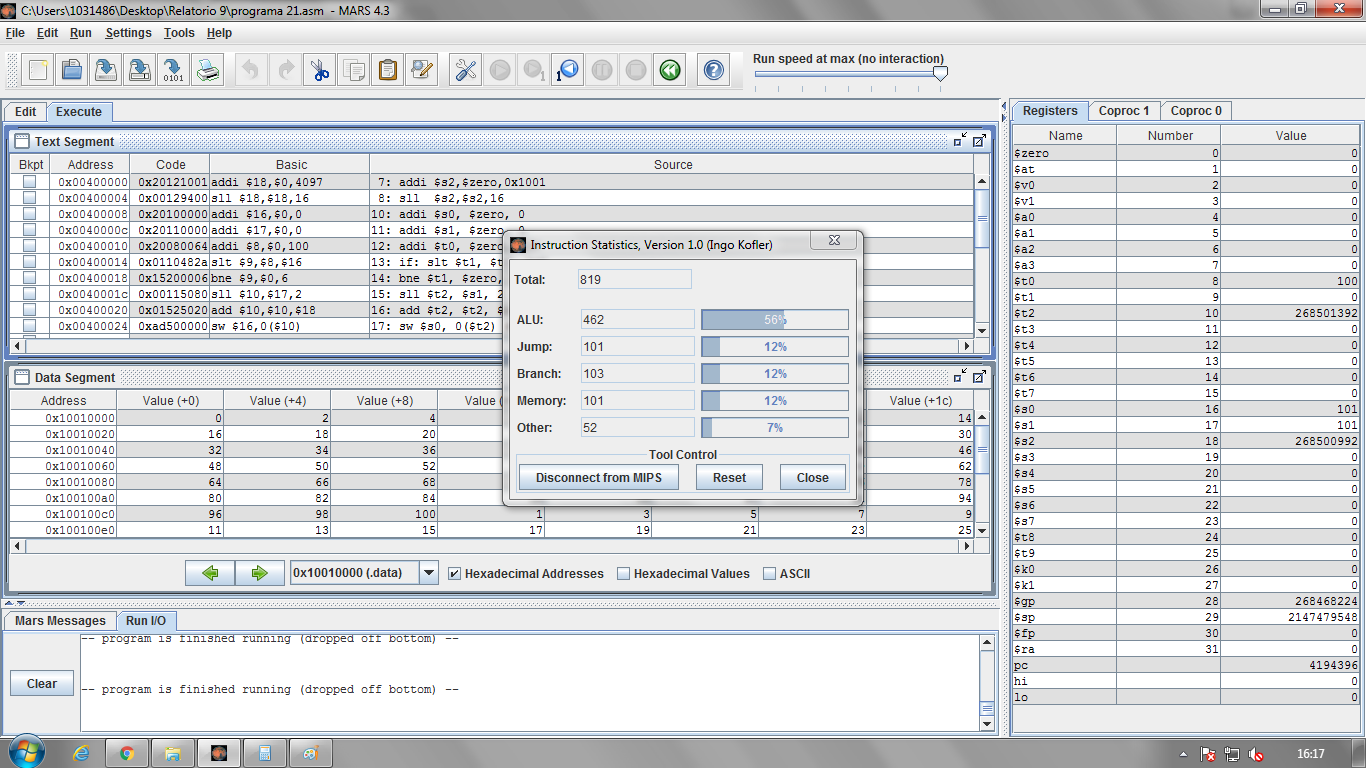 C:\Users\1031486\Desktop\Relatorio 9\programa 21.asm - MARS 4.3
File Edit Run Settings Tools Help
Run speed at max (no interaction)
Edit Execute
Text Segment
Bkpt Address Code Basic Source
0x00400000 0x20121001 addi $18,$0,4097 7: addi $s2,$zero,0x1001
0x00400004 0x00129400 sll $18,$18,16 8: sll $s2,$s2,16
0x00400008 0x20100000 addi $16,$0,0 10: addi $s0, $zero, 0
0x0040000c 0x20110000 addi $17,$0,0 11: addi $s1, $zero, 0
0x00400010 0x20080064 addi $8,$0,100 12: addi $t0, $zero
0x00400014 0x0110482a slt $9,$8,$16 13: if: slt $t1, $t
0x00400018 0x15200006 bne $9,$0,6 14: bne $t1, $zero,
0x0040001c 0x00115080 sll $10,$17,2 15: sll $t2, $s1, 2
0x00400020 0x01525020 add $10,$10,$18 16: add $t2, $t2, $
0x00400024 0xad500000 sw $16,0($10) 17: sw $s0, 0($t2)
Instruction Statistics, Version 1.0 (Ingo Kofler)
Total: 819
ALU: 462 56%
Jump: 101 12%
Branch: 103 12%
Memory: 101 12%
Other: 52 7%
Tool Control
Disconnect from MIPS Reset Close
Data Segment
Address Value (+0) Value (+4) Value (+8) Value ( Value (+1c)
0x10010000 0 2 4 14
0x10010020 16 18 20 30
0x10010040 32 34 36 46
0x10010060 48 50 52 62
0x10010080 64 66 68 78
0x100100a0 80 82 84 94
0x100100c0 96 98 100 1 3 5 7 9
0x100100e0 11 13 15 17 19 21 23 25
0x10010000 (.data) Hexadecimal Addresses Hexadecimal Values ASCII
Mars Messages Run I/O
-- program is finished running (dropped off bottom) --
-- program is finished running (dropped off bottom) --
Clear
Registers Coproc 1 Coproc 0
Name Number Value
$zero 0 0
$at 1 0
$v0 2 0
$v1 3 0
$a0 4 0
$a1 5 0
$a2 6 0
$a3 7 0
$t0 8 100
$t1 9 0
$t2 10 268501392
$t3 11 0
$t4 12 0
$t5 13 0
$t6 14 0
$t7 15 0
$s0 16 101
$s1 17 101
$s2 18 268500992
$s3 19 0
$s4 20 0
$s5 21 0
$s6 22 0
$s7 23 0
$t8 24 0
$t9 25 0
$k0 26 0
$k1 27 0
$gp 28 268468224
$sp 29 2147479548
$fp 30 0
$ra 31 0
pc 4194396
hi 0
lo 0
16:17